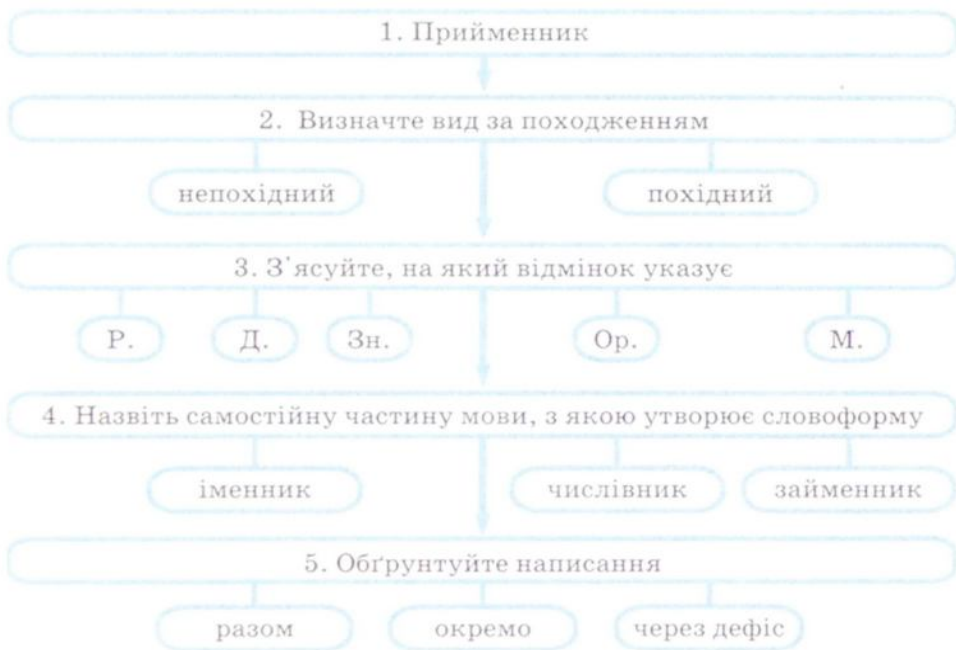 1. Прийменник
2. Визначте вид за походженням
непохідний похідний
3. З'ясуйте, на який відмінок указує
Р. Д. Зн. Ор. М.
4. Назвіть самостійну частину мови, з якою утворює словоформу
іменник числівник займенник
5. Обґрунтуйте написання
разом окремо через дефіс